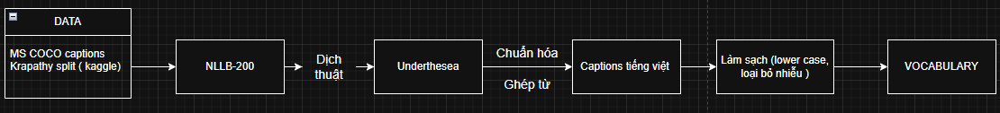 DATA
MS COCO captions
Krapathy split ( kaggle)
NLLB-200
Dịch
thuật
Underthesea
Chuẩn hóa
Ghép từ
Captions tiếng việt
Làm sạch (lower case,
loại bỏ nhiễu )
VOCABULARY